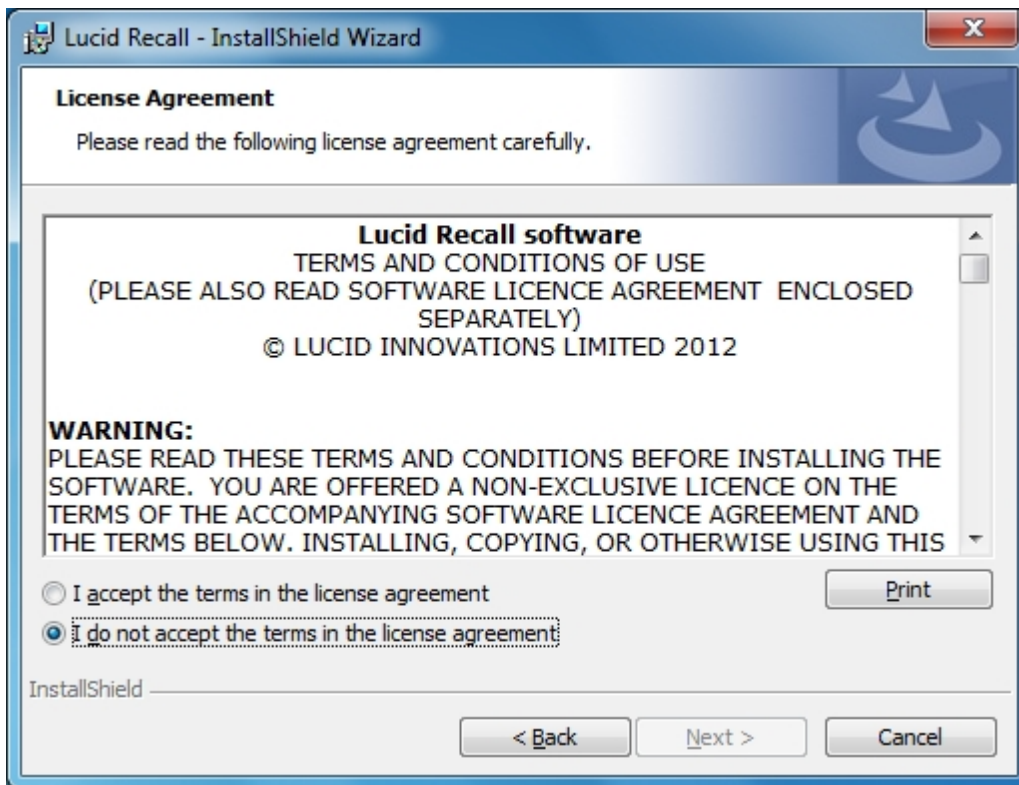 Lucid Recall - InstallShield Wizard
License Agreement
Please read the following license agreement carefully.
Lucid Recall software
TERMS AND CONDITIONS OF USE
(PLEASE ALSO READ SOFTWARE LICENCE AGREEMENT  ENCLOSED
SEPARATELY)
© LUCID INNOVATIONS LIMITED 2012
WARNING:
PLEASE READ THESE TERMS AND CONDITIONS BEFORE INSTALLING THE
SOFTWARE.  YOU ARE OFFERED A NON-EXCLUSIVE LICENCE ON THE
TERMS OF THE ACCOMPANYING SOFTWARE LICENCE AGREEMENT AND
THE TERMS BELOW. INSTALLING, COPYING, OR OTHERWISE USING THIS
I accept the terms in the license agreement
Print
I do not accept the terms in the license agreement
InstallShield
< Back
Next >
Cancel